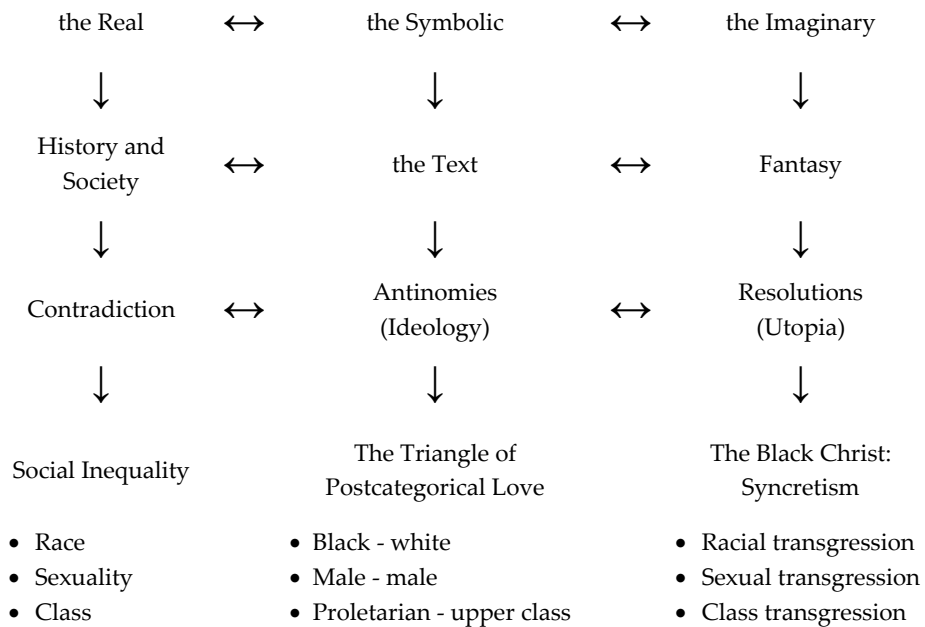 the Real ↔ the Symbolic ↔ the Imaginary
↓ ↓ ↓
History and
Society ↔ the Text ↔ Fantasy
↓ ↓ ↓
Contradiction ↔ Antinomies
(Ideology) ↔ Resolutions
(Utopia)
↓ ↓ ↓
Social Inequality
The Triangle of
Postcategorical Love
The Black Christ:
Syncretism
• Race
• Sexuality
• Class
• Black - white
• Male - male
• Proletarian - upper class
• Racial transgression
• Sexual transgression
• Class transgression